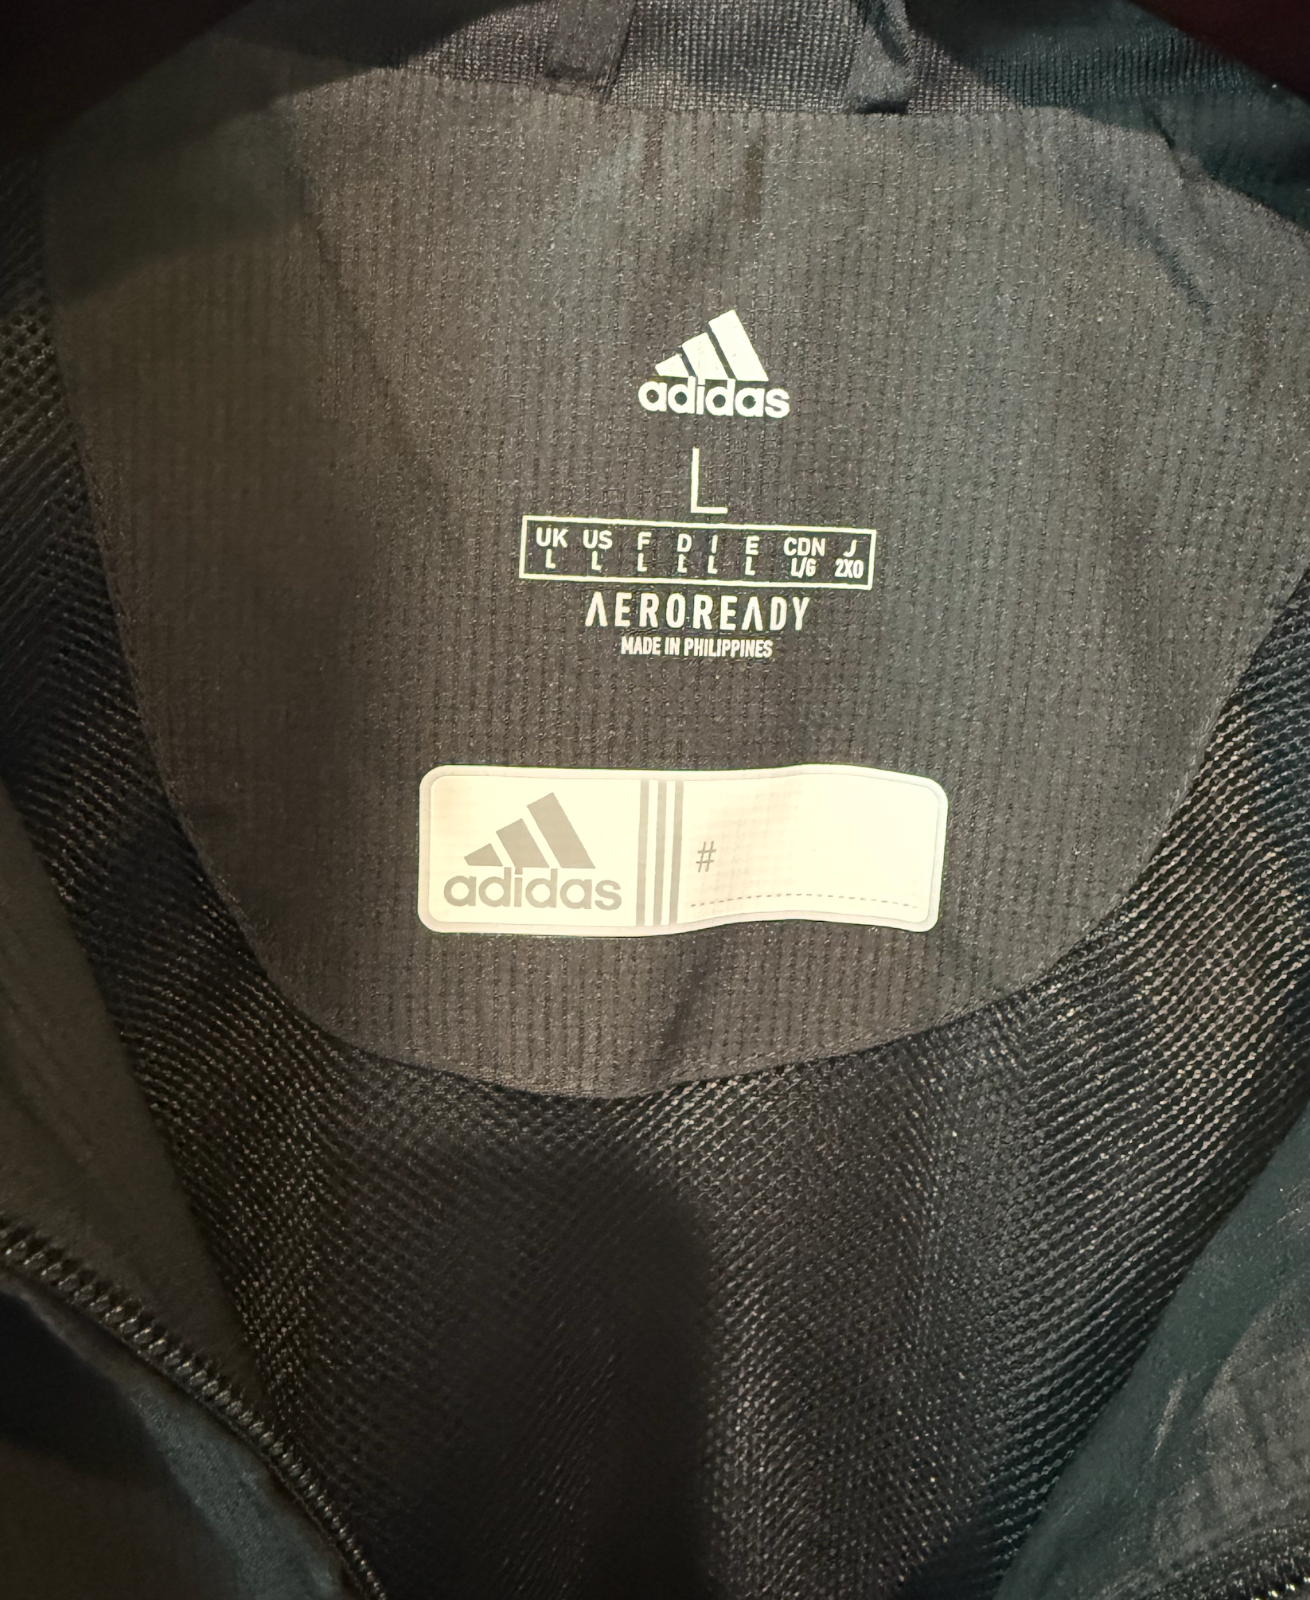 adidas
L
UK US F D I E CDN J
L L L L L L L/G 2XO
AEROREADY
MADE IN PHILIPPINES
adidas #